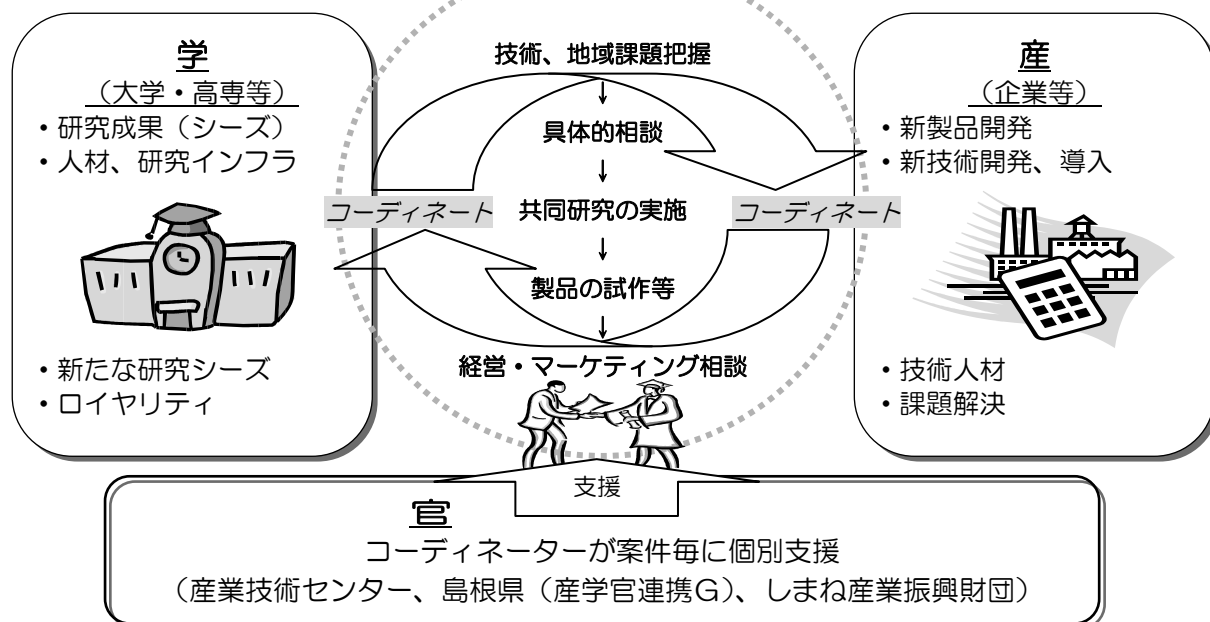 学
（大学・高専等）
・研究成果（シーズ）
・人材、研究インフラ
・新たな研究シーズ
・ロイヤリティ
技術、地域課題把握
↓
具体的相談
↓
コーディネート
共同研究の実施
コーディネート
↓
製品の試作等
↓
経営・マーケティング相談
産
（企業等）
・新製品開発
・新技術開発、導入
・技術人材
・課題解決
支援
官
コーディネーターが案件毎に個別支援
（産業技術センター、島根県（産学官連携G）、しまね産業振興財団）